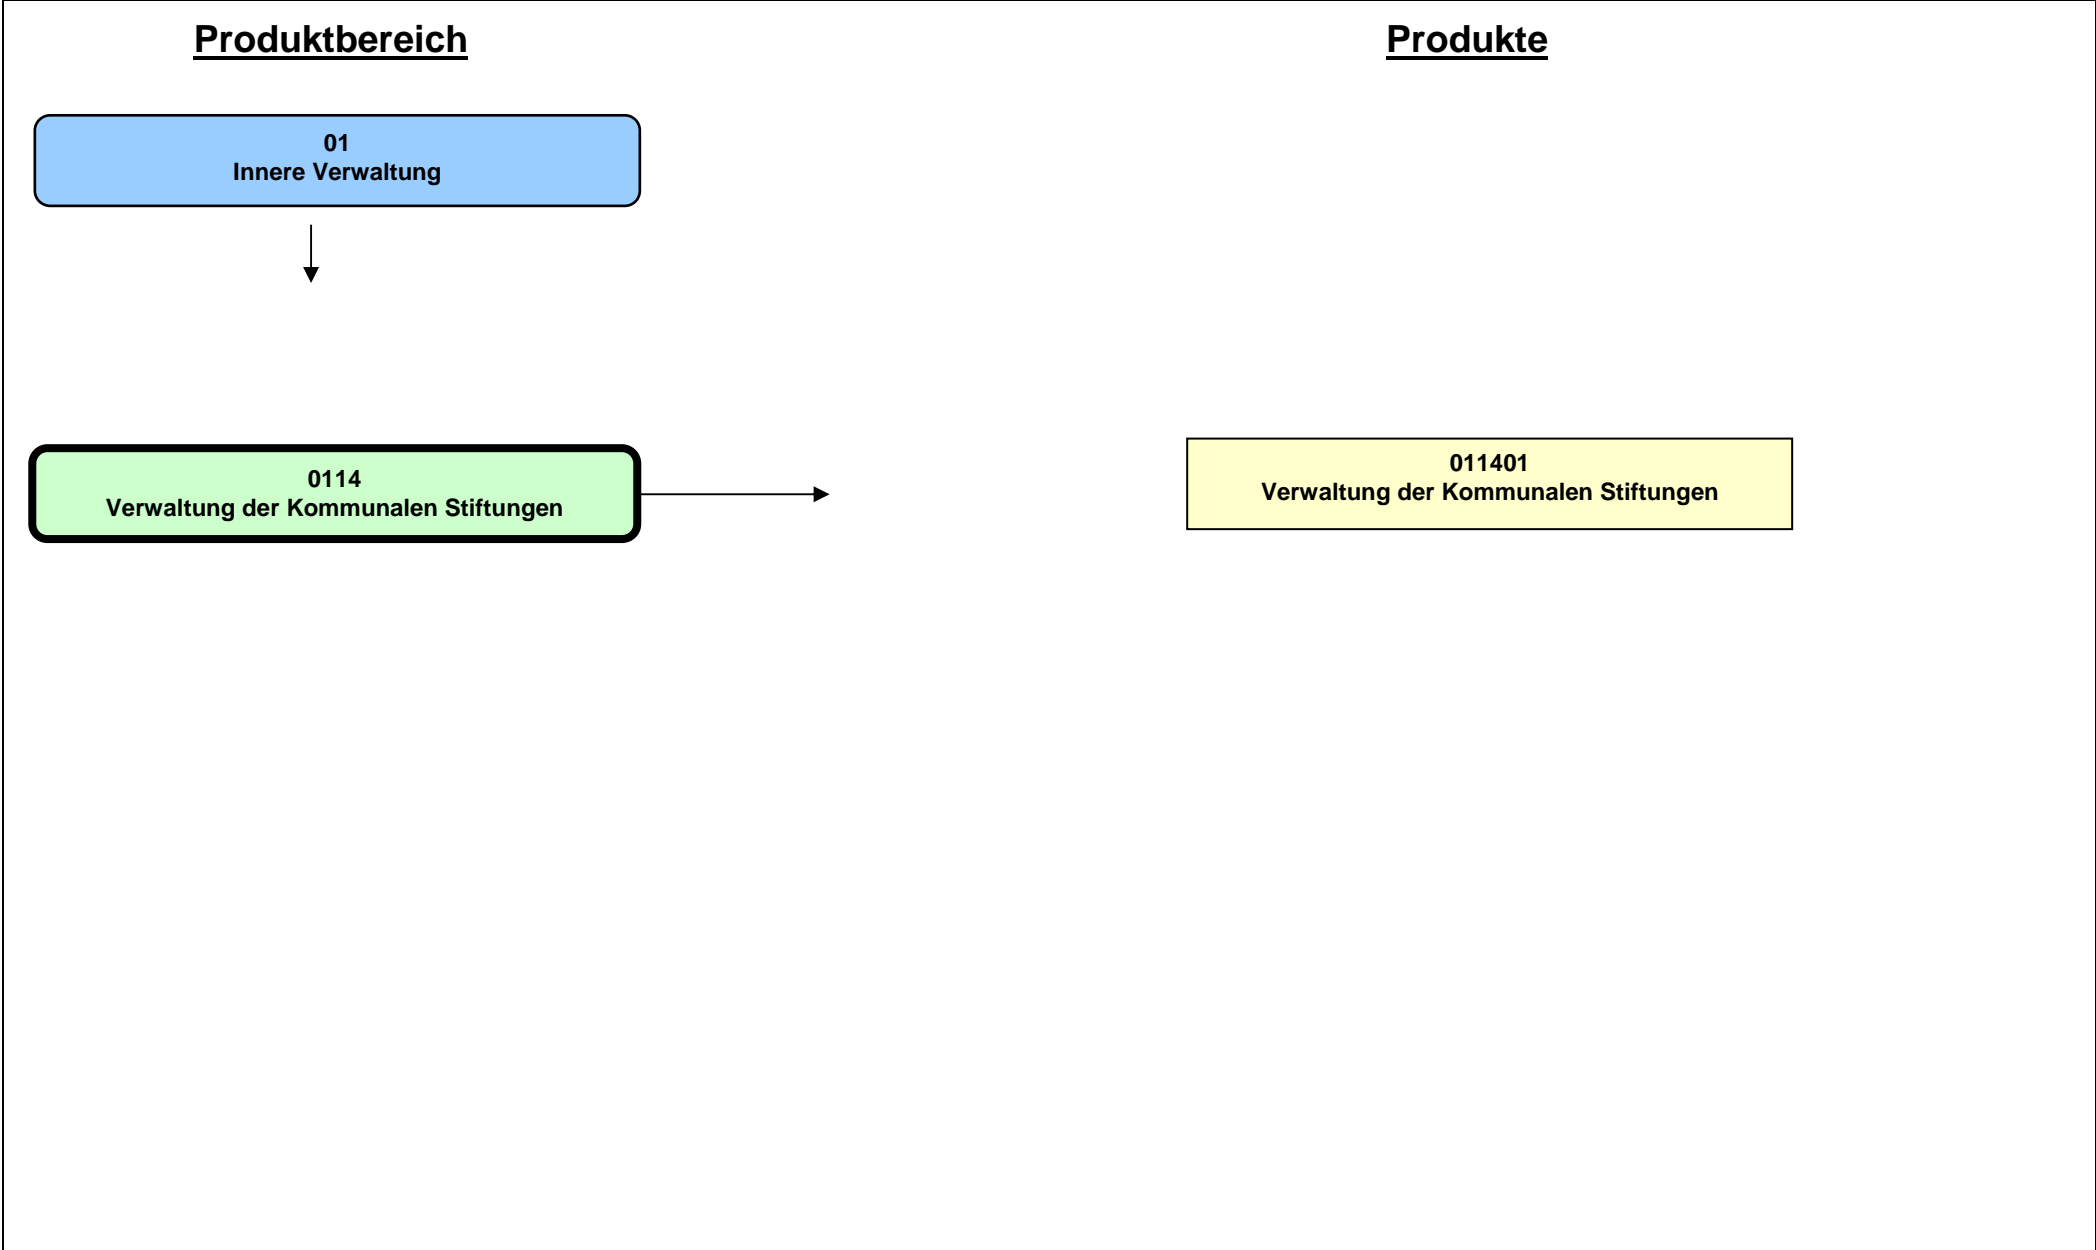 Produktbereich
Produkte
01
Innere Verwaltung
0114
Verwaltung der Kommunalen Stiftungen
011401
Verwaltung der Kommunalen Stiftungen